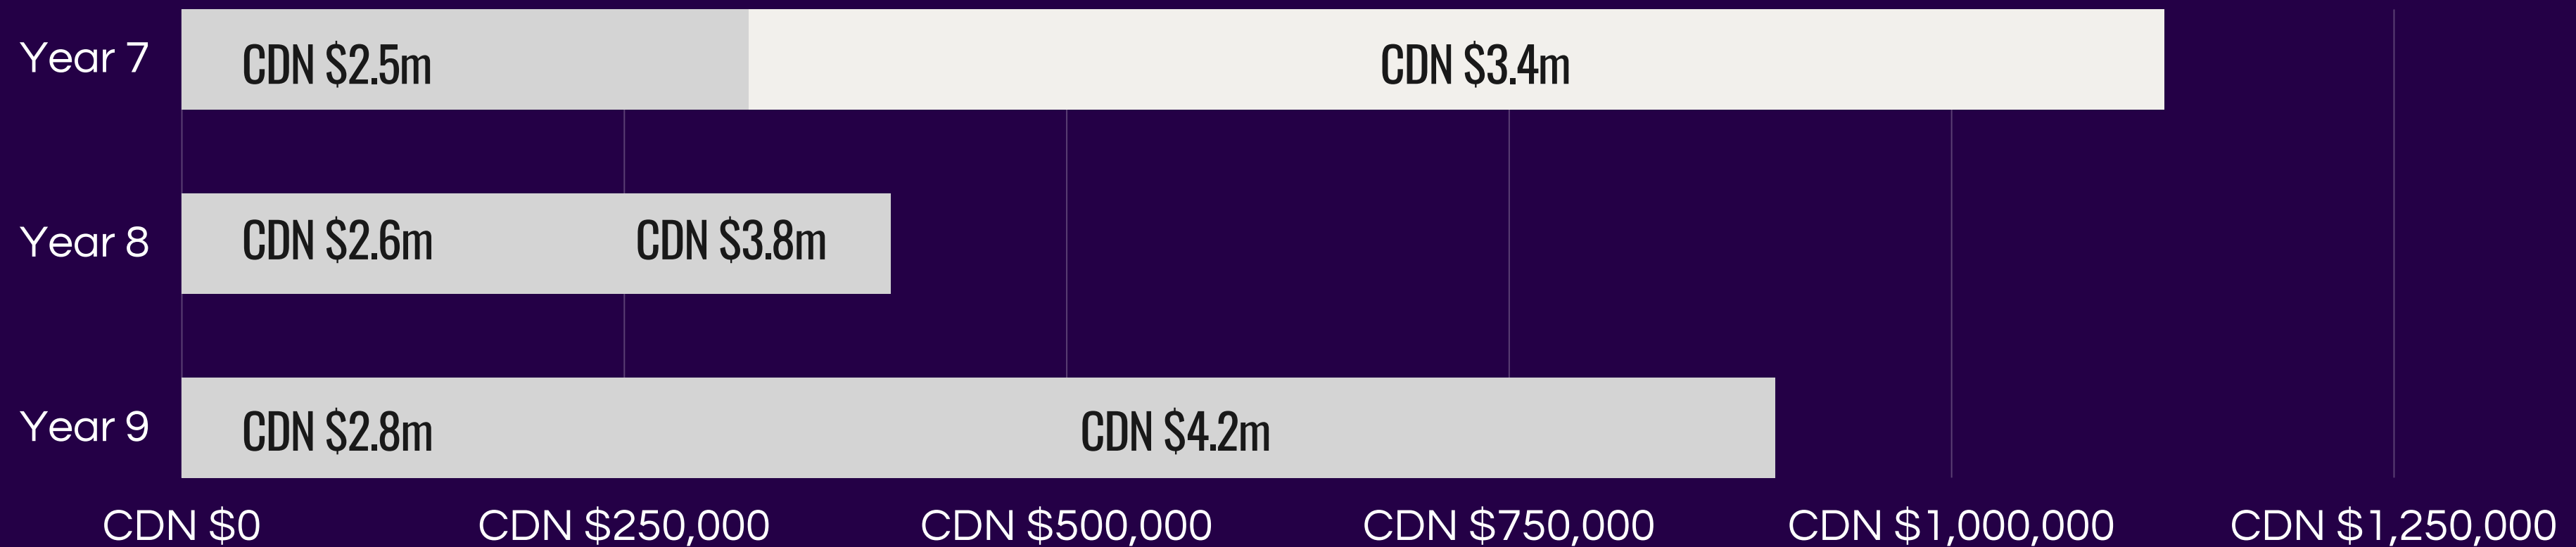 Year 7 CDN $2.5m CDN $3.4m
Year 8 CDN $2.6m CDN $3.8m
Year 9 CDN $2.8m CDN $4.2m
CDN $0 CDN $250,000 CDN $500,000 CDN $750,000 CDN $1,000,000 CDN $1,250,000